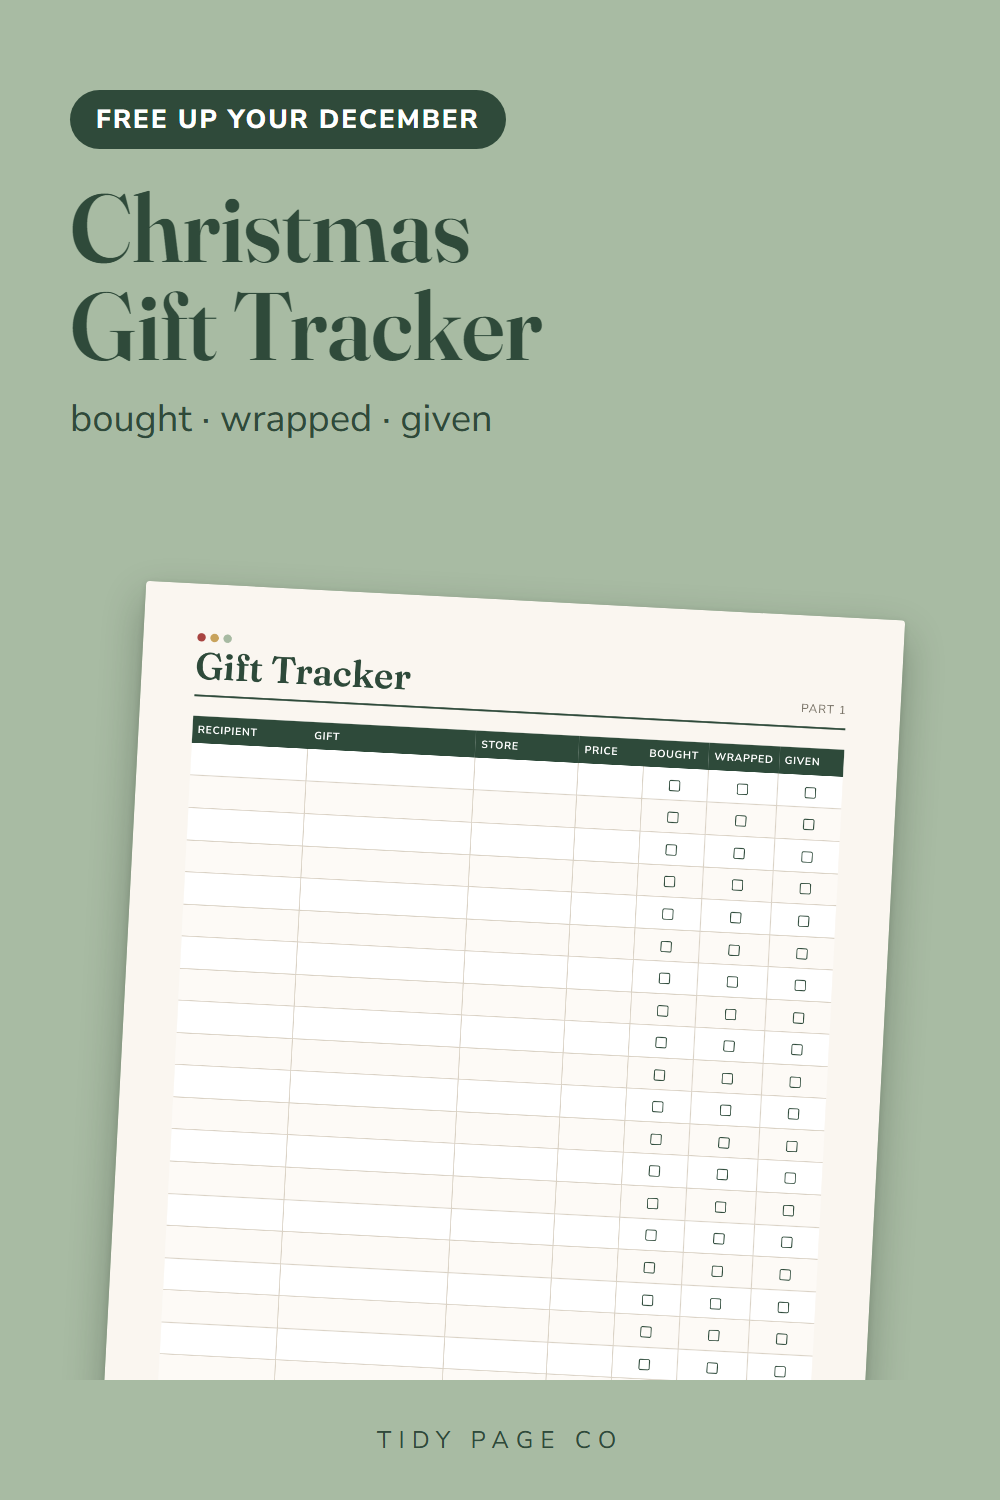 FREE UP YOUR DECEMBER
Christmas
Gift Tracker
bought · wrapped · given
Gift Tracker
PART 1
RECIPIENT GIFT STORE PRICE BOUGHT WRAPPED GIVEN
TIDY PAGE CO